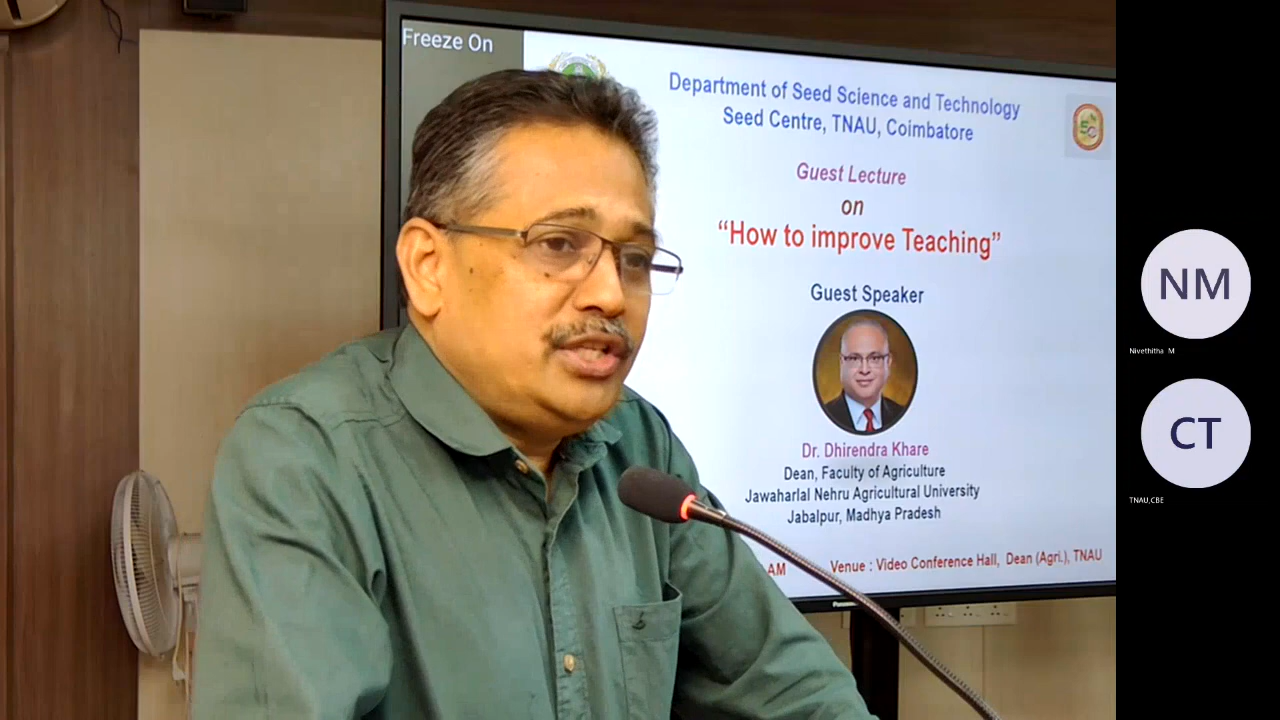 Freeze On
Department of Seed Science and Technology
Seed Centre, TNAU, Coimbatore
Guest Lecture
on
“How to improve Teaching”
Guest Speaker
Dr. Dhirendra Khare
Dean, Faculty of Agriculture
Jawaharlal Nehru Agricultural University
Jabalpur, Madhya Pradesh
AM Venue : Video Conference Hall, Dean (Agri.), TNAU
Panasonic
NM
Nivethitha M
CT
TNAU,CBE